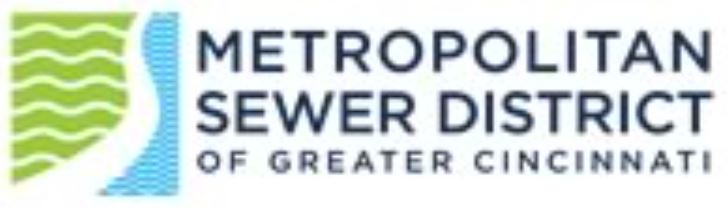 METROPOLITAN
SEWER DISTRICT
OF GREATER CINCINNATI